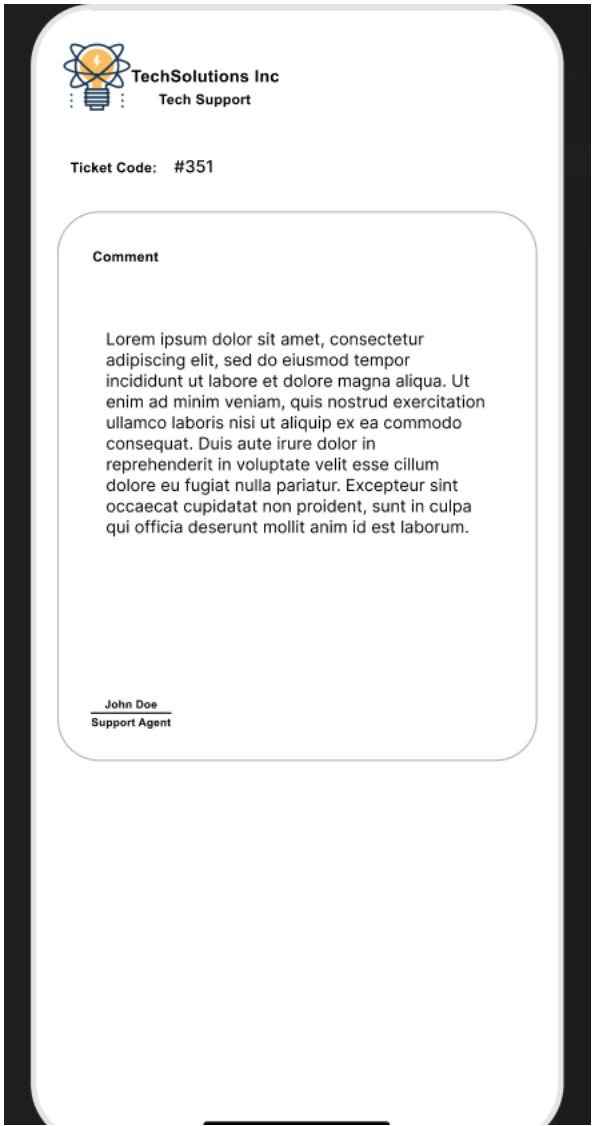 TechSolutions Inc
Tech Support
Ticket Code: #351
Comment
Lorem ipsum dolor sit amet, consectetur
adipiscing elit, sed do eiusmod tempor
incididunt ut labore et dolore magna aliqua. Ut
enim ad minim veniam, quis nostrud exercitation
ullamco laboris nisi ut aliquip ex ea commodo
consequat. Duis aute irure dolor in
reprehenderit in voluptate velit esse cillum
dolore eu fugiat nulla pariatur. Excepteur sint
occaecat cupidatat non proident, sunt in culpa
qui officia deserunt mollit anim id est laborum.
John Doe
Support Agent